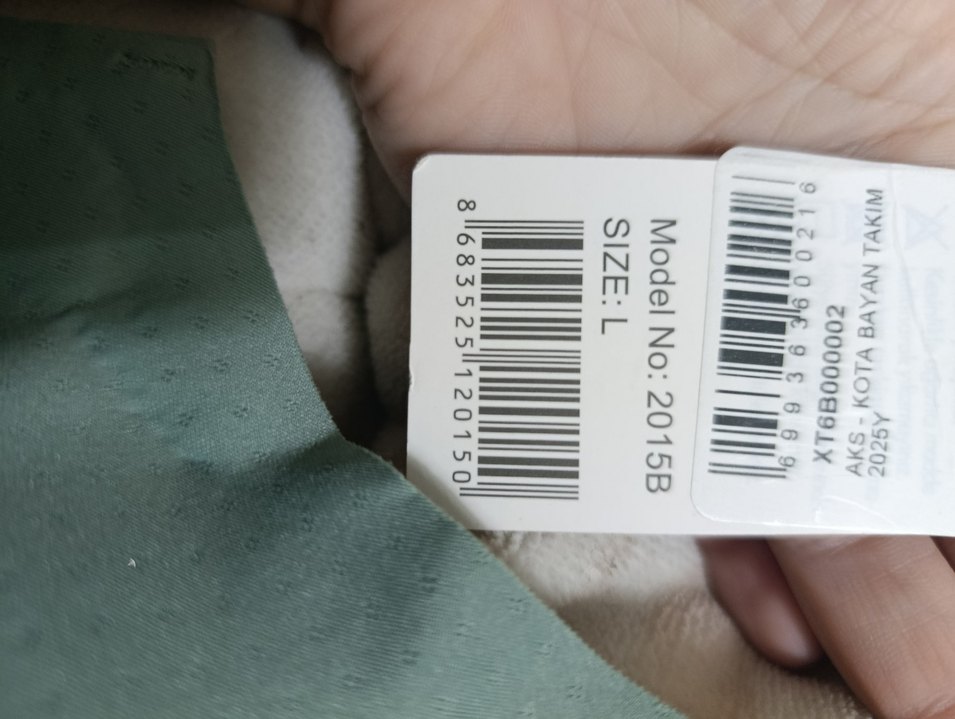 Model No: 2015B
SIZE: L
8 683525 120150
6 993636 000216
XT6B000002
AKS - KOTA BAYAN TAKIM
2025Y